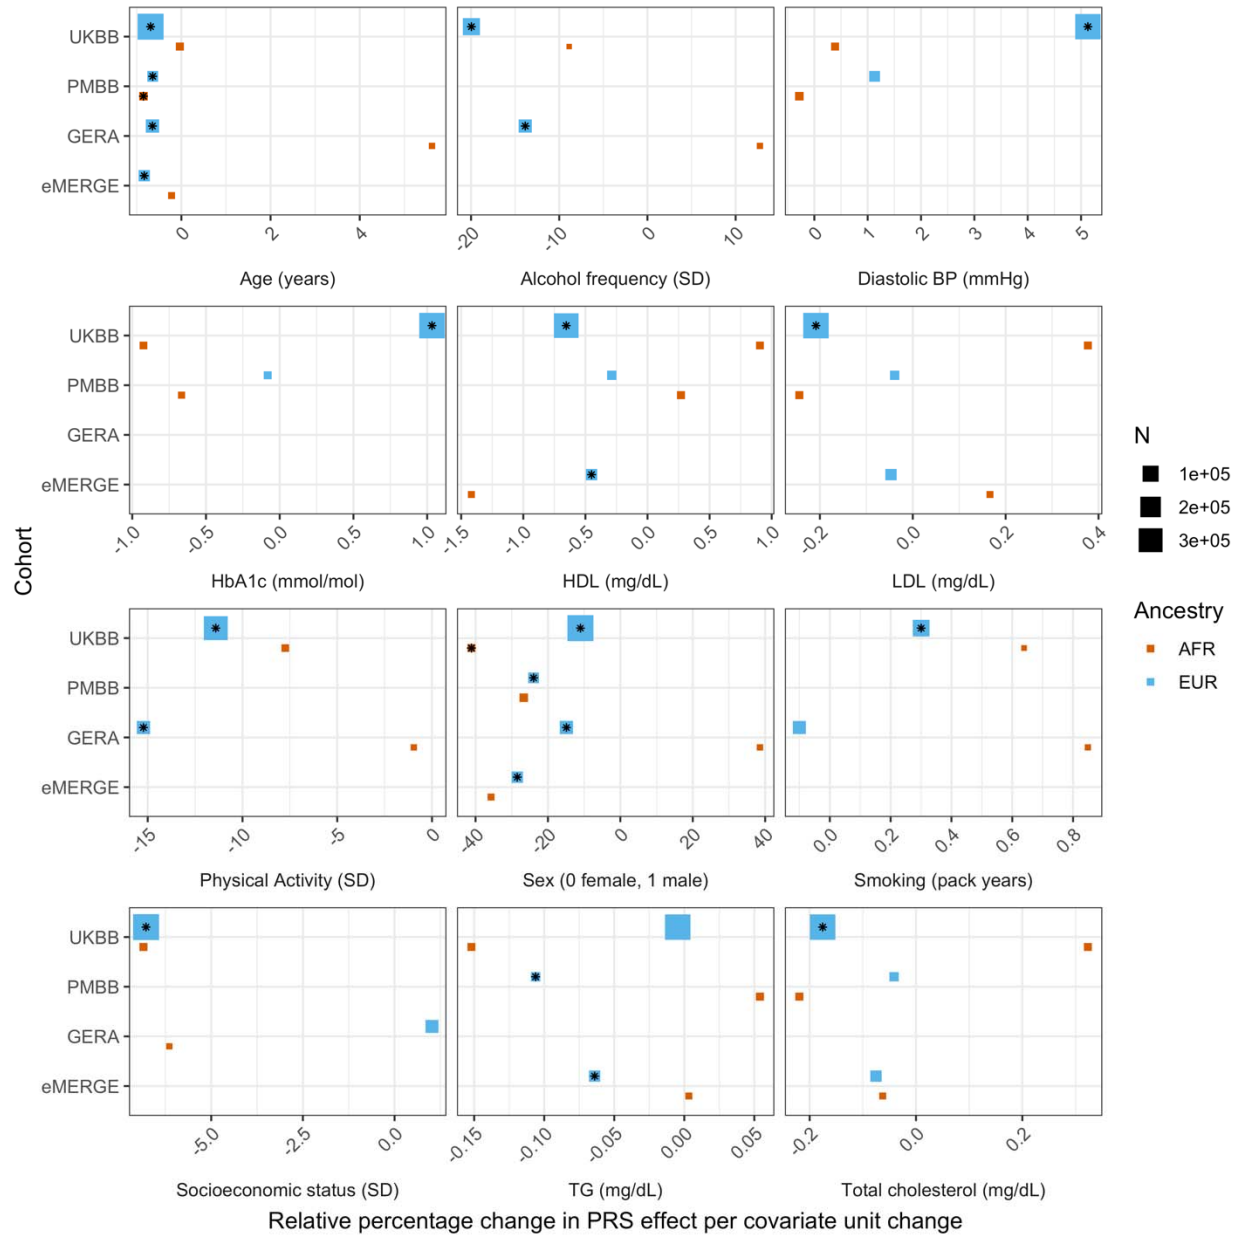 UKBB
PMBB
GERA
eMERGE
0 2 4
-20 -10 0 10
0 1 2 3 4 5
Age (years)
Alcohol frequency (SD)
Diastolic BP (mmHg)
UKBB
PMBB
GERA
eMERGE
-1.0 -0.5 0.0 0.5 1.0
-1.5 -0.5 0.0 0.5 1.0
-0.2 0.0 0.2 0.4
HbA1c (mmol/mol)
HDL (mg/dL)
LDL (mg/dL)
Cohort
UKBB
PMBB
GERA
eMERGE
-15 -10 -5 0
-40 -20 0 20 40
0.0 0.2 0.4 0.6 0.8
Physical Activity (SD)
Sex (0 female, 1 male)
Smoking (pack years)
UKBB
PMBB
GERA
eMERGE
-5.0 -2.5 0.0
-0.15 -0.10 -0.05 0.00 0.05
-0.2 0.0 0.2
Socioeconomic status (SD)
TG (mg/dL)
Total cholesterol (mg/dL)
Relative percentage change in PRS effect per covariate unit change
N
1e+05
2e+05
3e+05
Ancestry
AFR
EUR